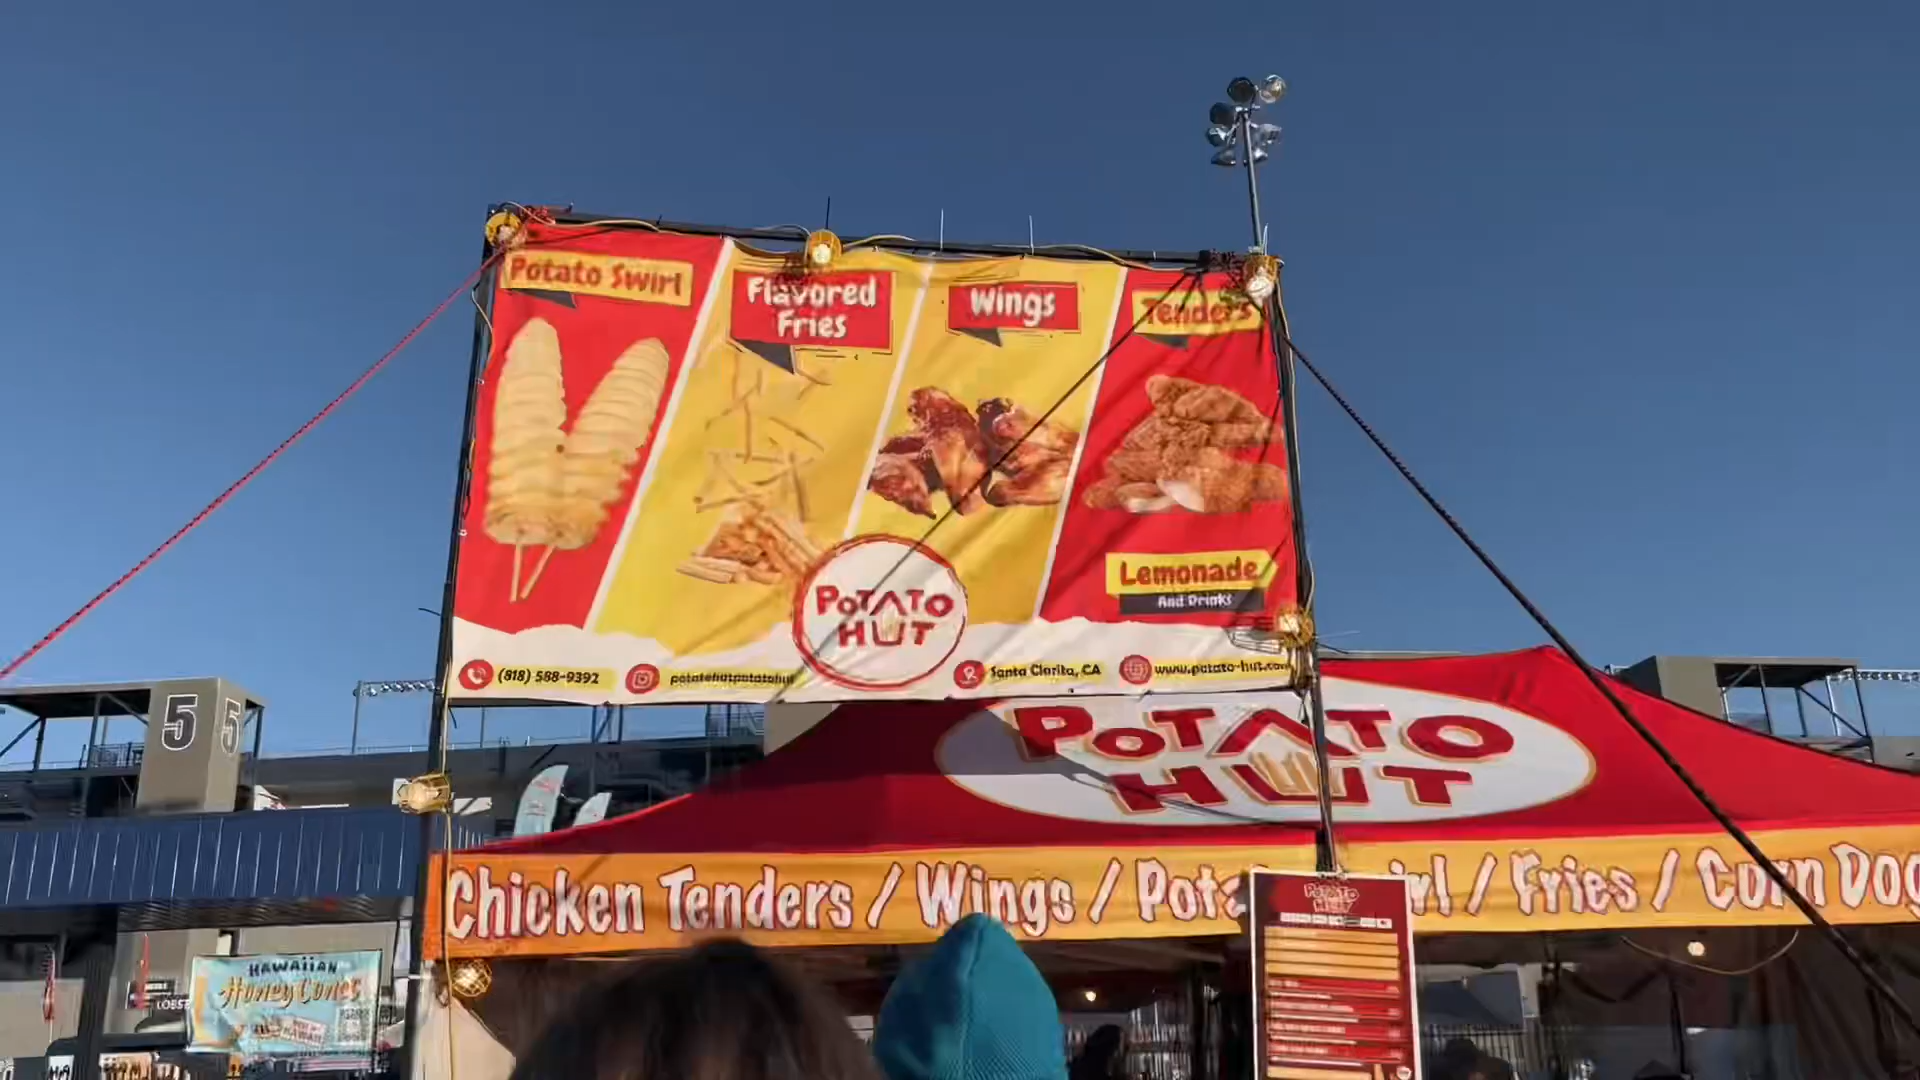 Potato Swirl
Flavored
Fries
Wings
Tenders
Lemonade
And Drinks
POTATO
HUT
(818) 588-9392
potatohutpotatohut
Santa Clarita, CA
www.potato-hut.com
5
5
POTATO
HUT
Chicken Tenders / Wings / Pota irl / Fries / Corn Dog
POTATO
HUT
HAWAIIAN
Honey Cones
LOBST